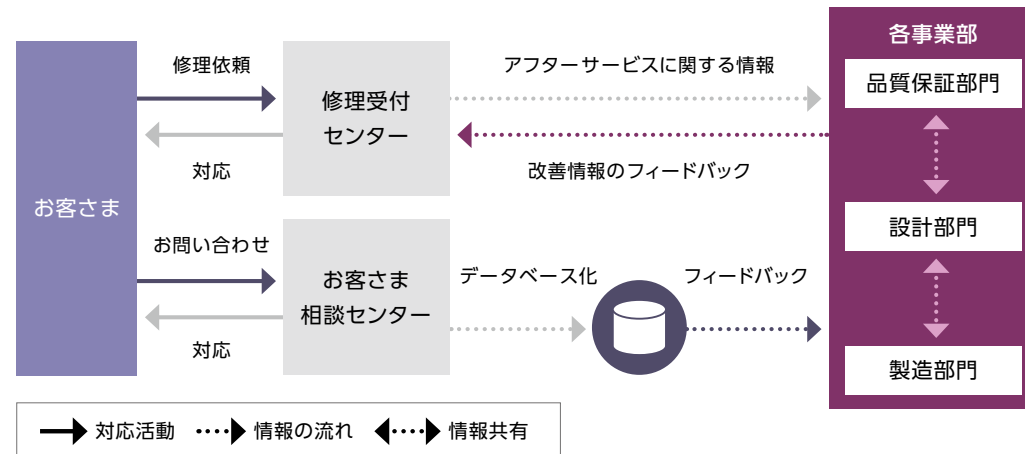 各事業部
修理依頼
アフターサービスに関する情報
品質保証部門
修理受付
センター
対応
改善情報のフィードバック
お客さま
設計部門
お問い合わせ
お客さま
相談センター
データベース化
フィードバック
対応
製造部門
対応活動
情報の流れ
情報共有